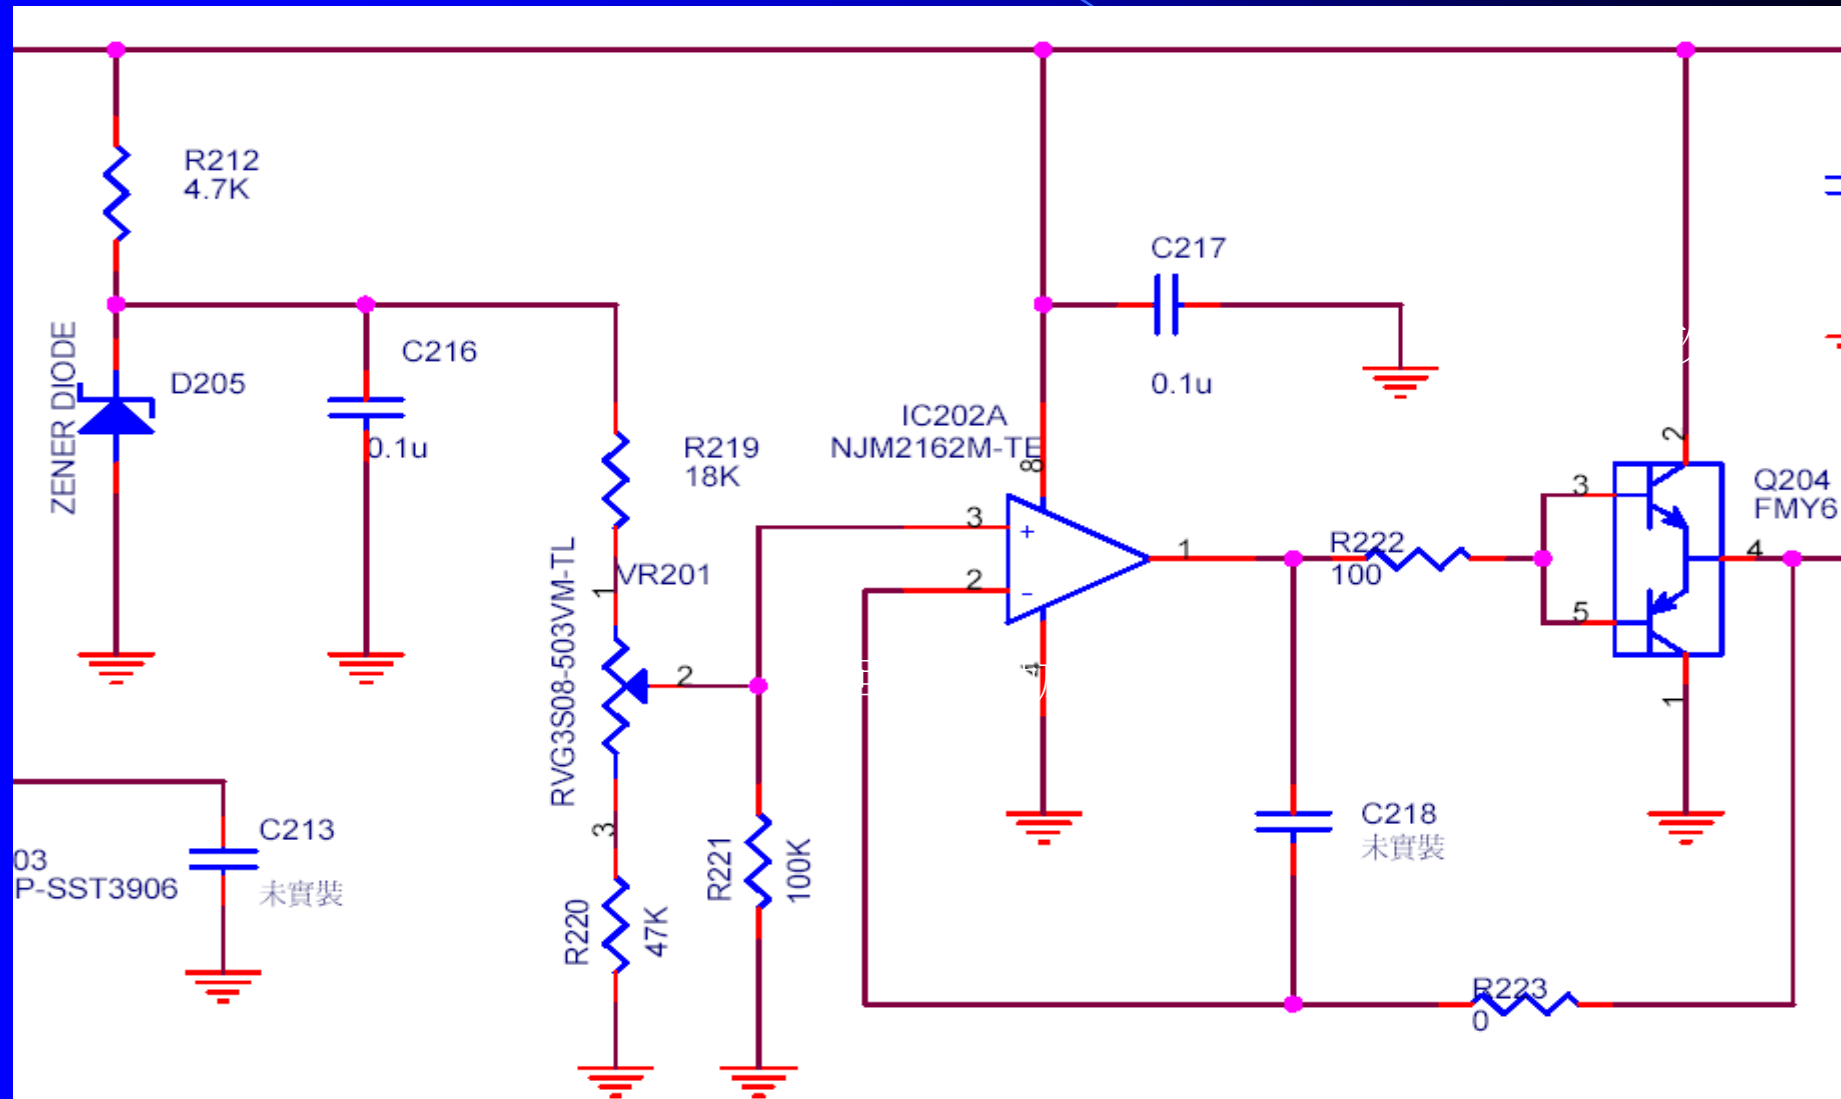 R212
4.7K
C217
0.1u
ZENER DIODE
D205
C216
0.1u
R219
18K
IC202A
NJM2162M-TE
8
3
+
2
-
1
4
R222
100
2
3
5
4
1
Q204
FMY6
VR201
RVG3S08-503VM-TL
1
2
3
C213
未實裝
03
P-SST3906
R220
47K
R221
100K
C218
未實裝
R223
0